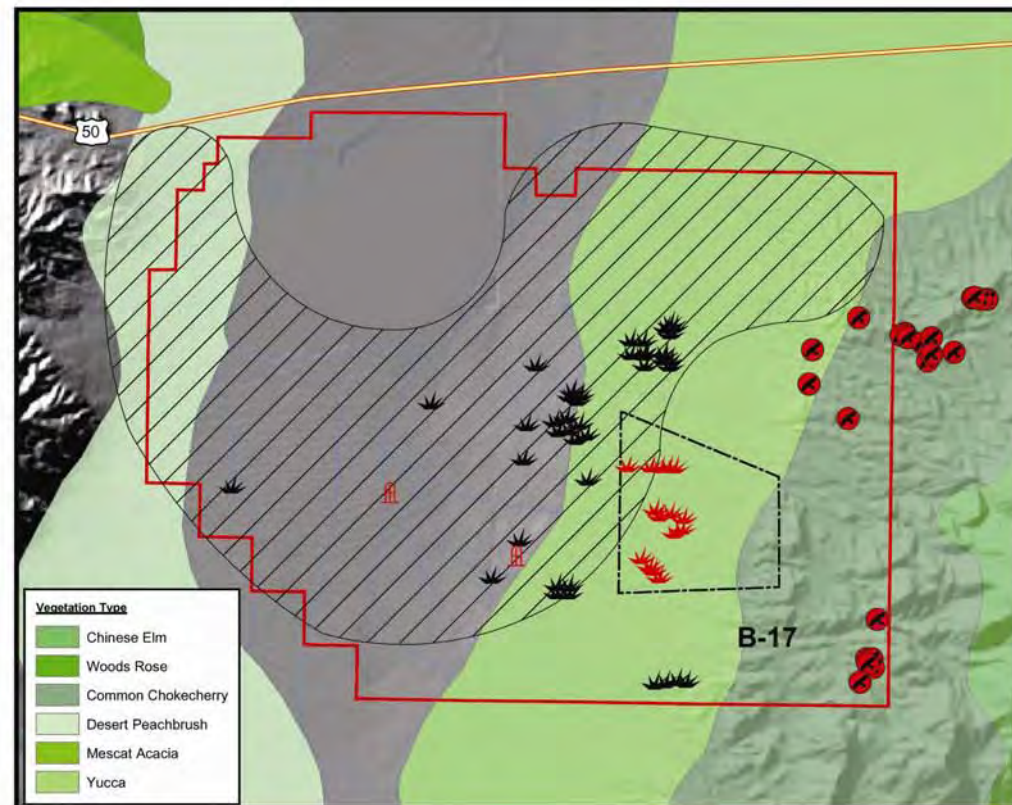 50
B-17
Vegetation Type
Chinese Elm
Woods Rose
Common Chokecherry
Desert Peachbrush
Mescat Acacia
Yucca